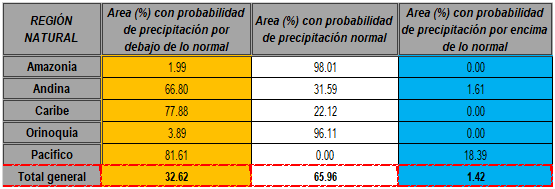 REGIÓN NATURAL Area (%) con probabilidad de precipitación por debajo de lo normal Area (%) con probabilidad de precipitación normal Area (%) con probabilidad de precipitación por encima de lo normal
Amazonia 1.99 98.01 0.00
Andina 66.80 31.59 1.61
Caribe 77.88 22.12 0.00
Orinoquia 3.89 96.11 0.00
Pacifico 81.61 0.00 18.39
Total general 32.62 65.96 1.42